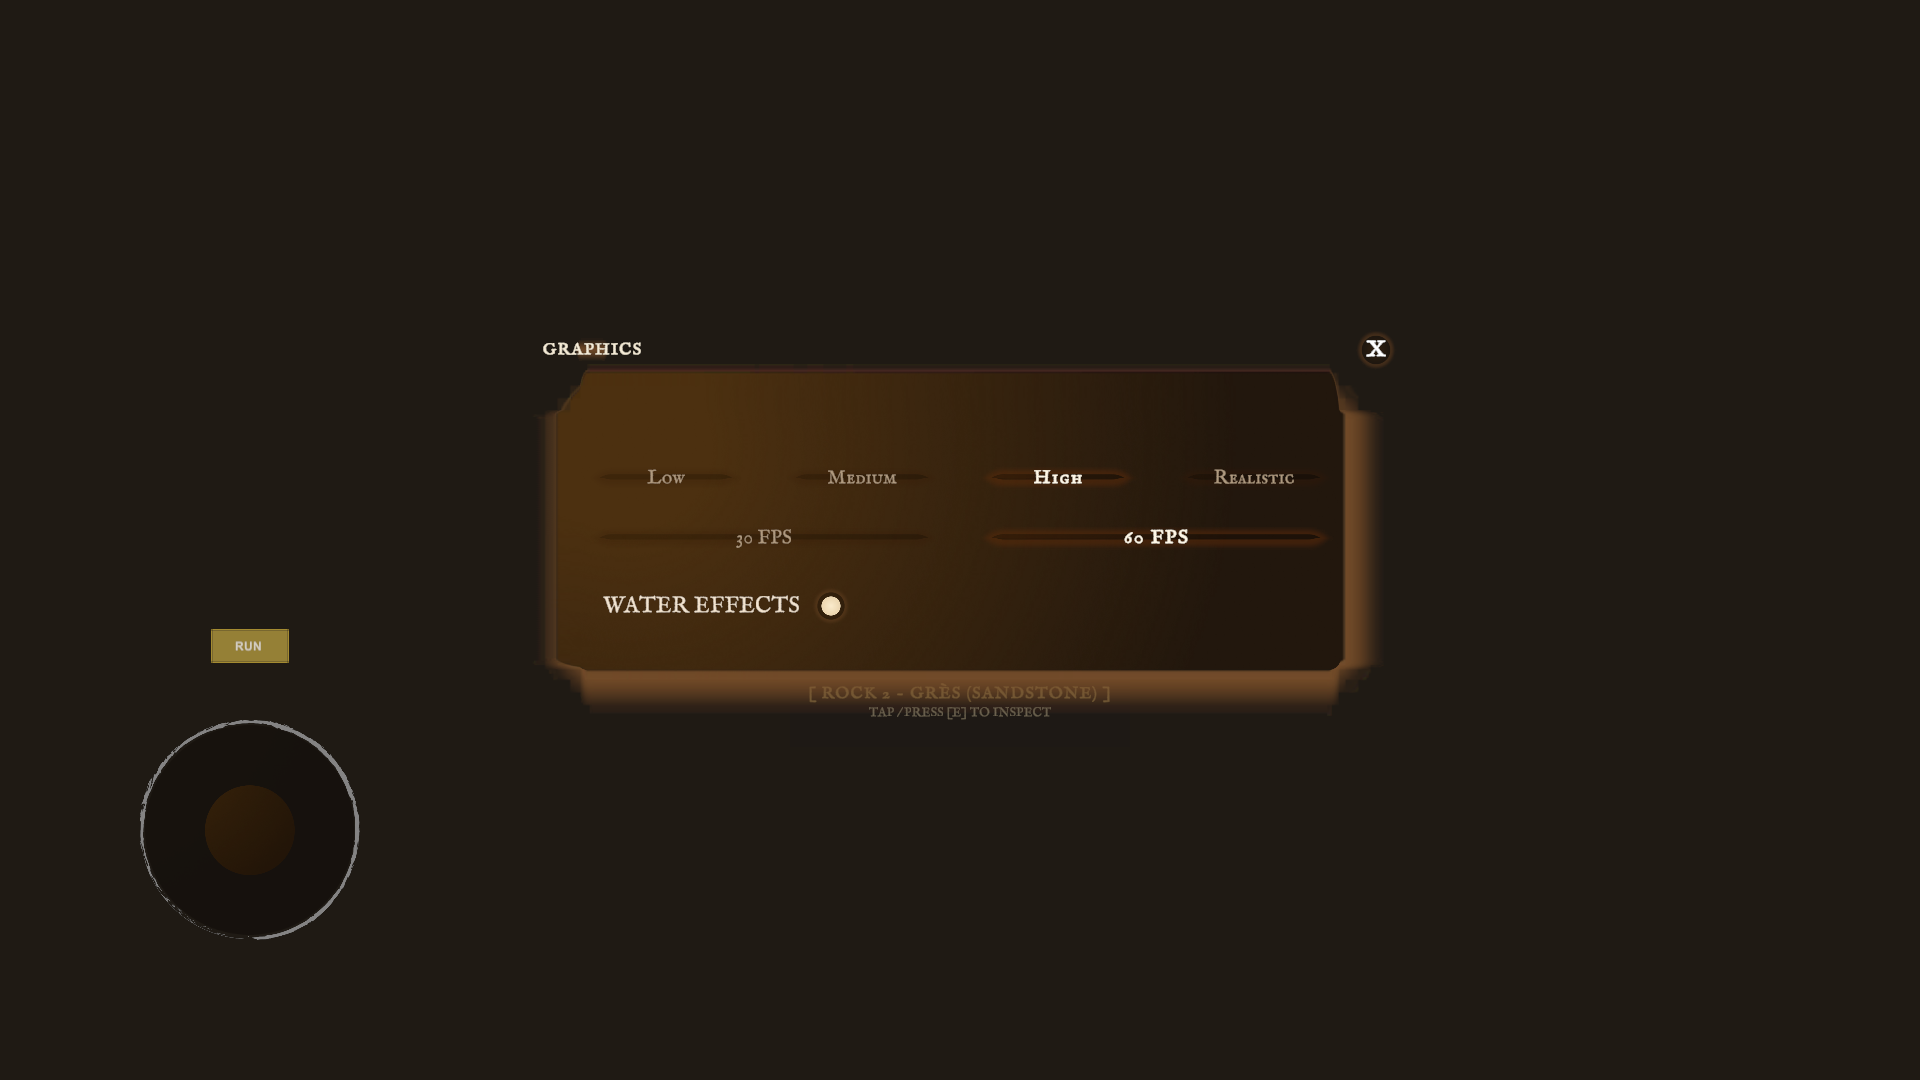 GRAPHICS
X
Low Medium High Realistic
30 FPS 60 FPS
WATER EFFECTS
RUN
[ ROCK 2 - GRÈS (SANDSTONE) ]
TAP / PRESS [E] TO INSPECT